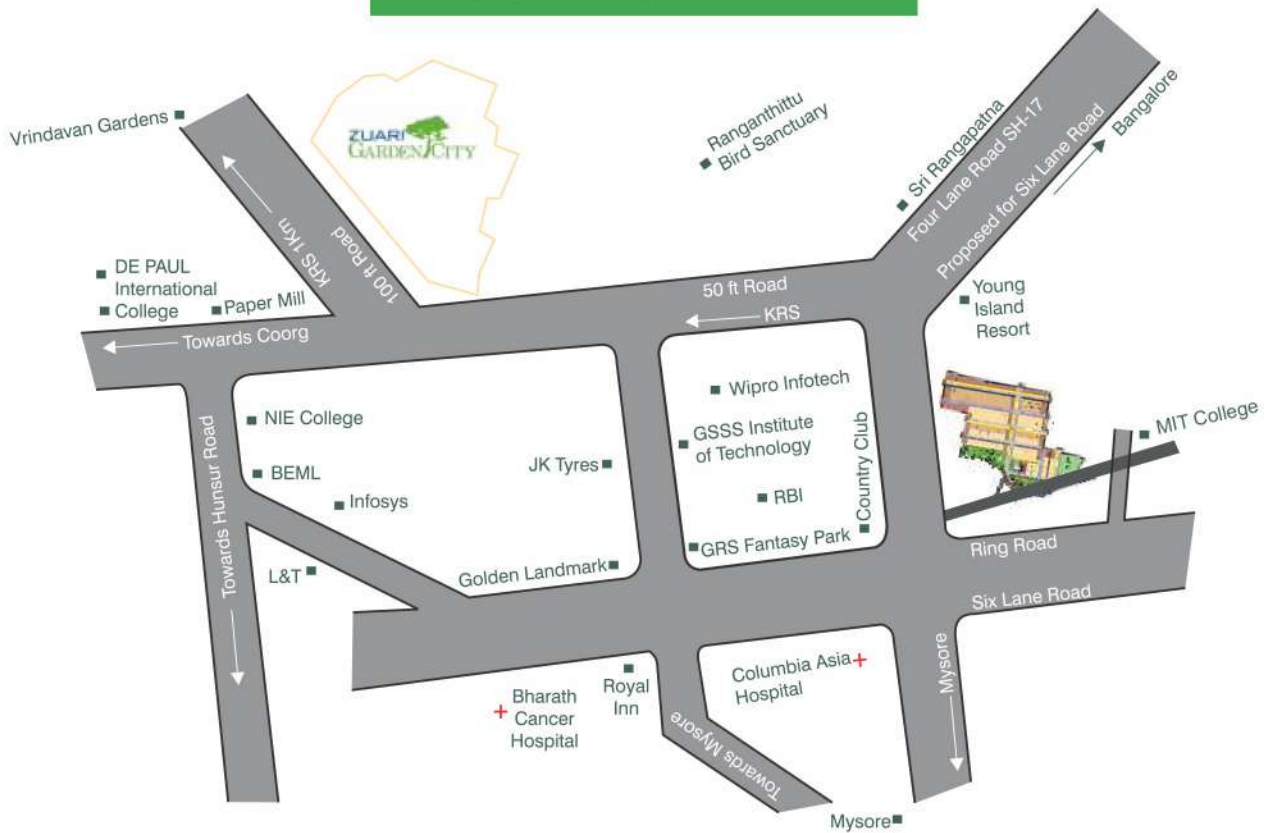 Vrindavan Gardens
ZUARI
GARDEN CITY
Ranganthittu
Bird Sanctuary
Sri Rangapatna
Four Lane Road SH-17
Proposed for Six Lane Road
Bangalore
KRS 1Km
100 ft Road
DE PAUL
International
College
Paper Mill
Towards Coorg
50 ft Road
KRS
Young
Island
Resort
Wipro Infotech
NIE College
GSSS Institute
of Technology
Country Club
MIT College
BEML
JK Tyres
Infosys
RBI
Towards Hunsur Road
GRS Fantasy Park
Ring Road
L&T
Golden Landmark
Six Lane Road
Columbia Asia
Hospital
Mysore
Royal
Inn
Bharath
Cancer
Hospital
Towards Mysore
Mysore